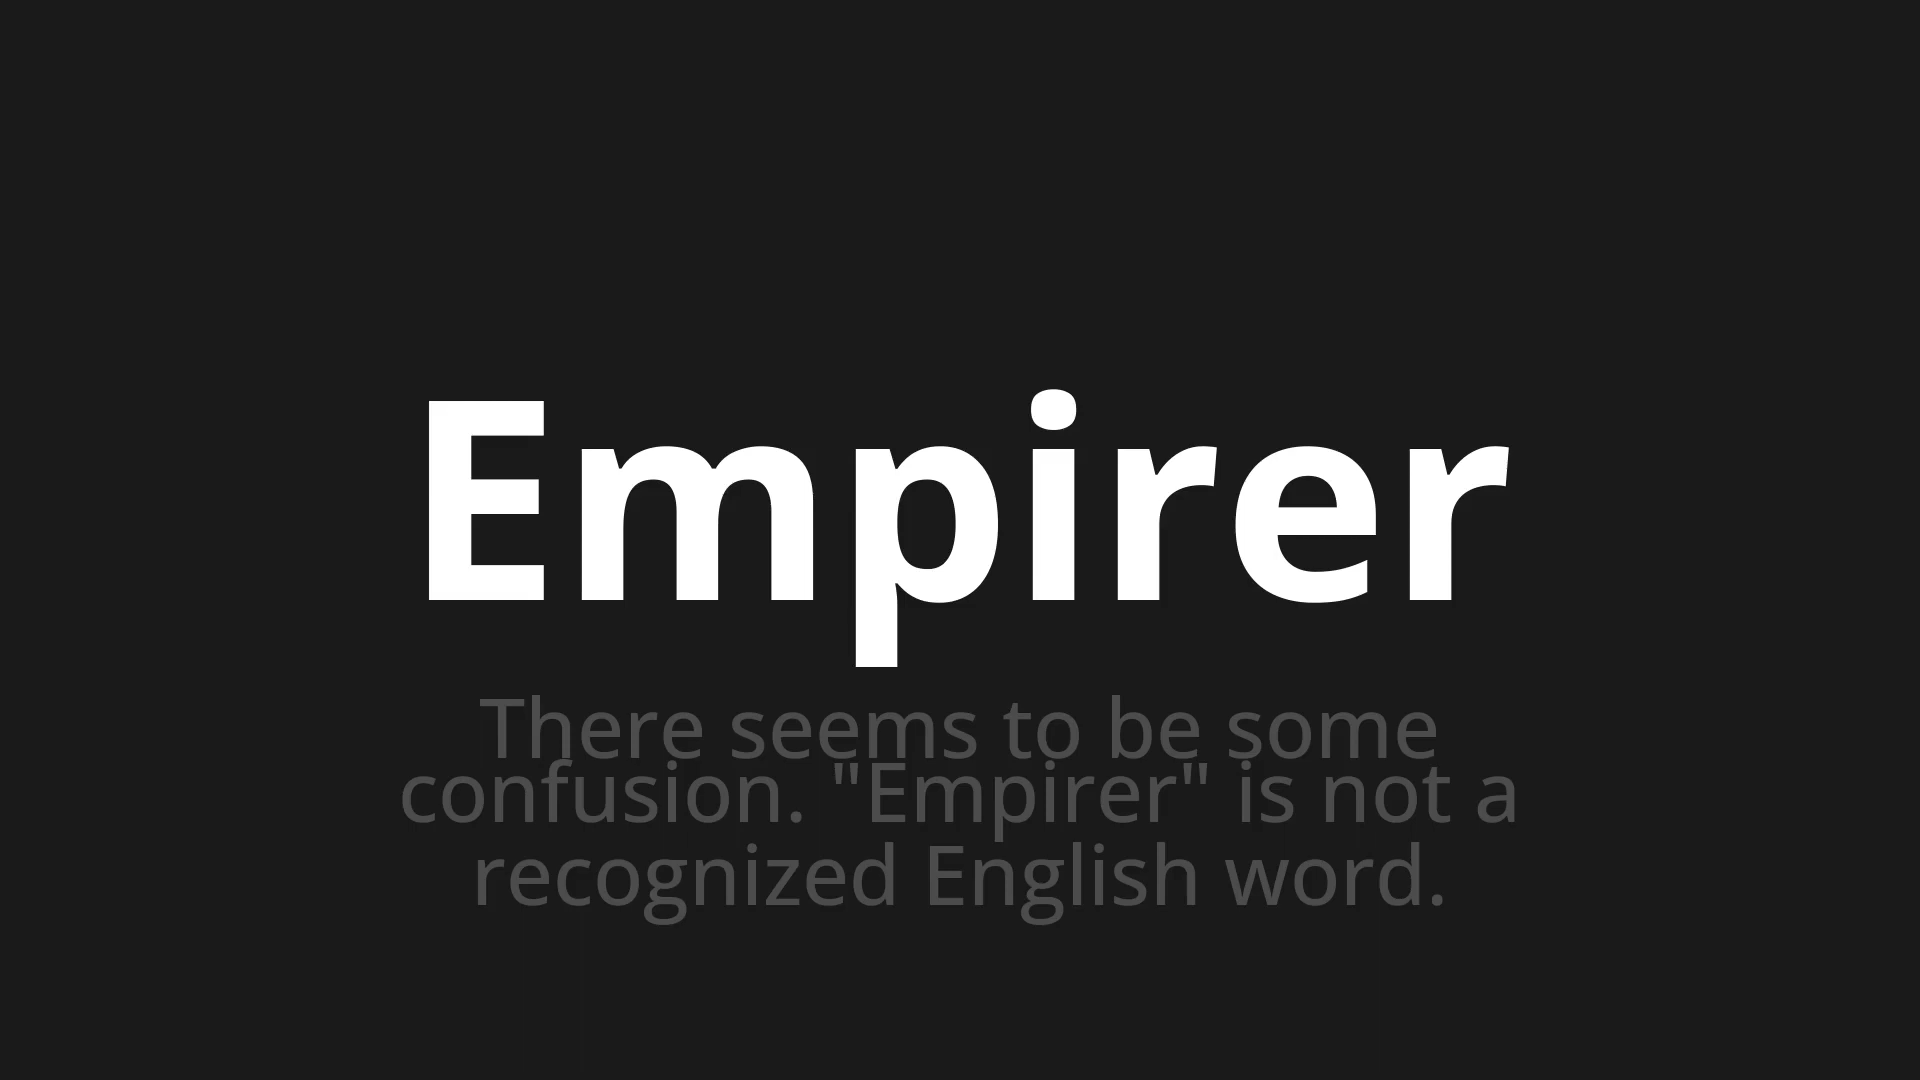 Empirer
There seems to be some
confusion. "Empirer" is not a
recognized English word.